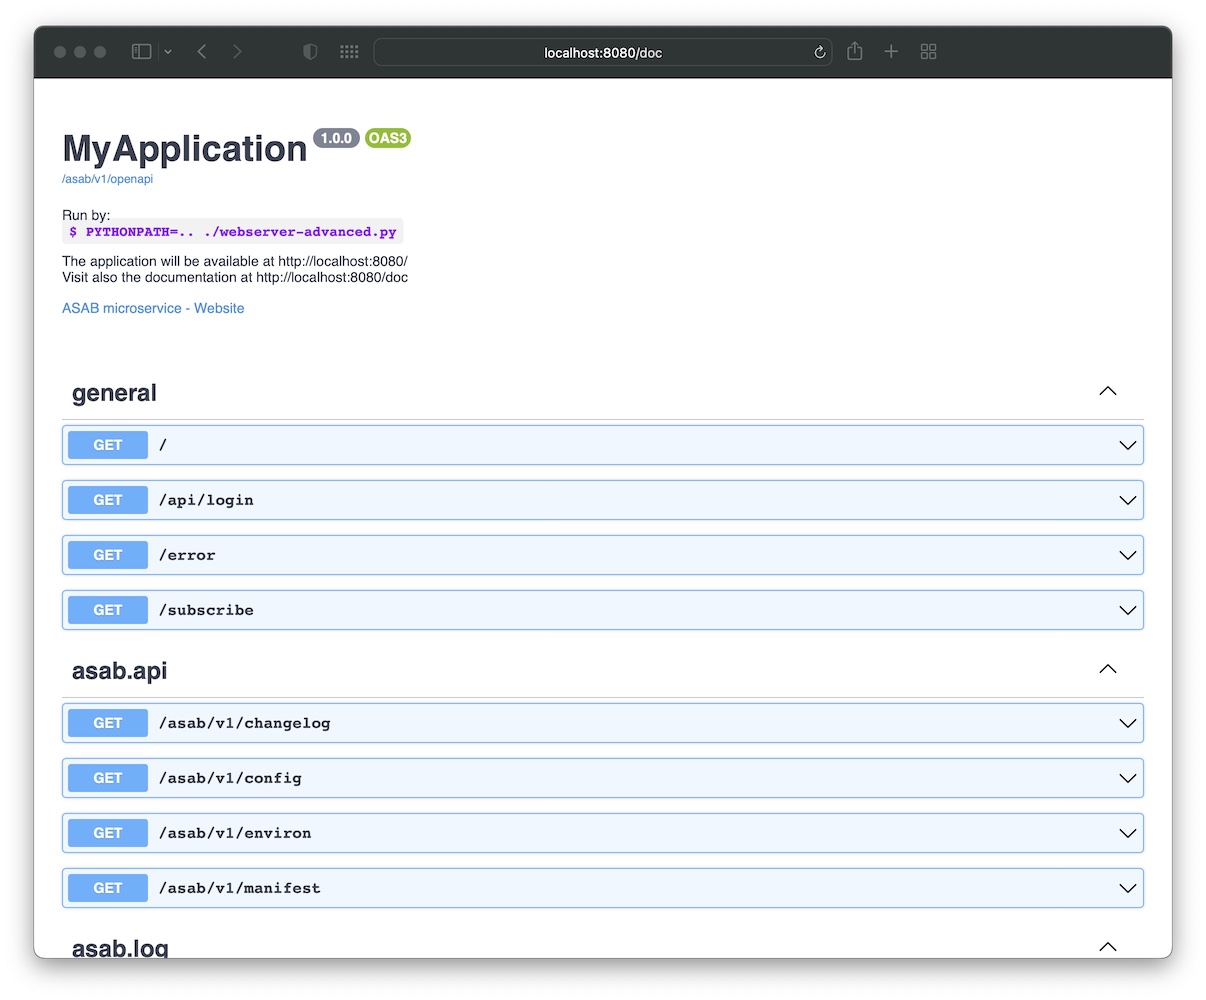 localhost:8080/doc
MyApplication 1.0.0 OAS3
/asab/v1/openapi
Run by:
$ PYTHONPATH=.. ./webserver-advanced.py
The application will be available at http://localhost:8080/
Visit also the documentation at http://localhost:8080/doc
ASAB microservice - Website
general
GET /
GET /api/login
GET /error
GET /subscribe
asab.api
GET /asab/v1/changelog
GET /asab/v1/config
GET /asab/v1/environ
GET /asab/v1/manifest
asab.log